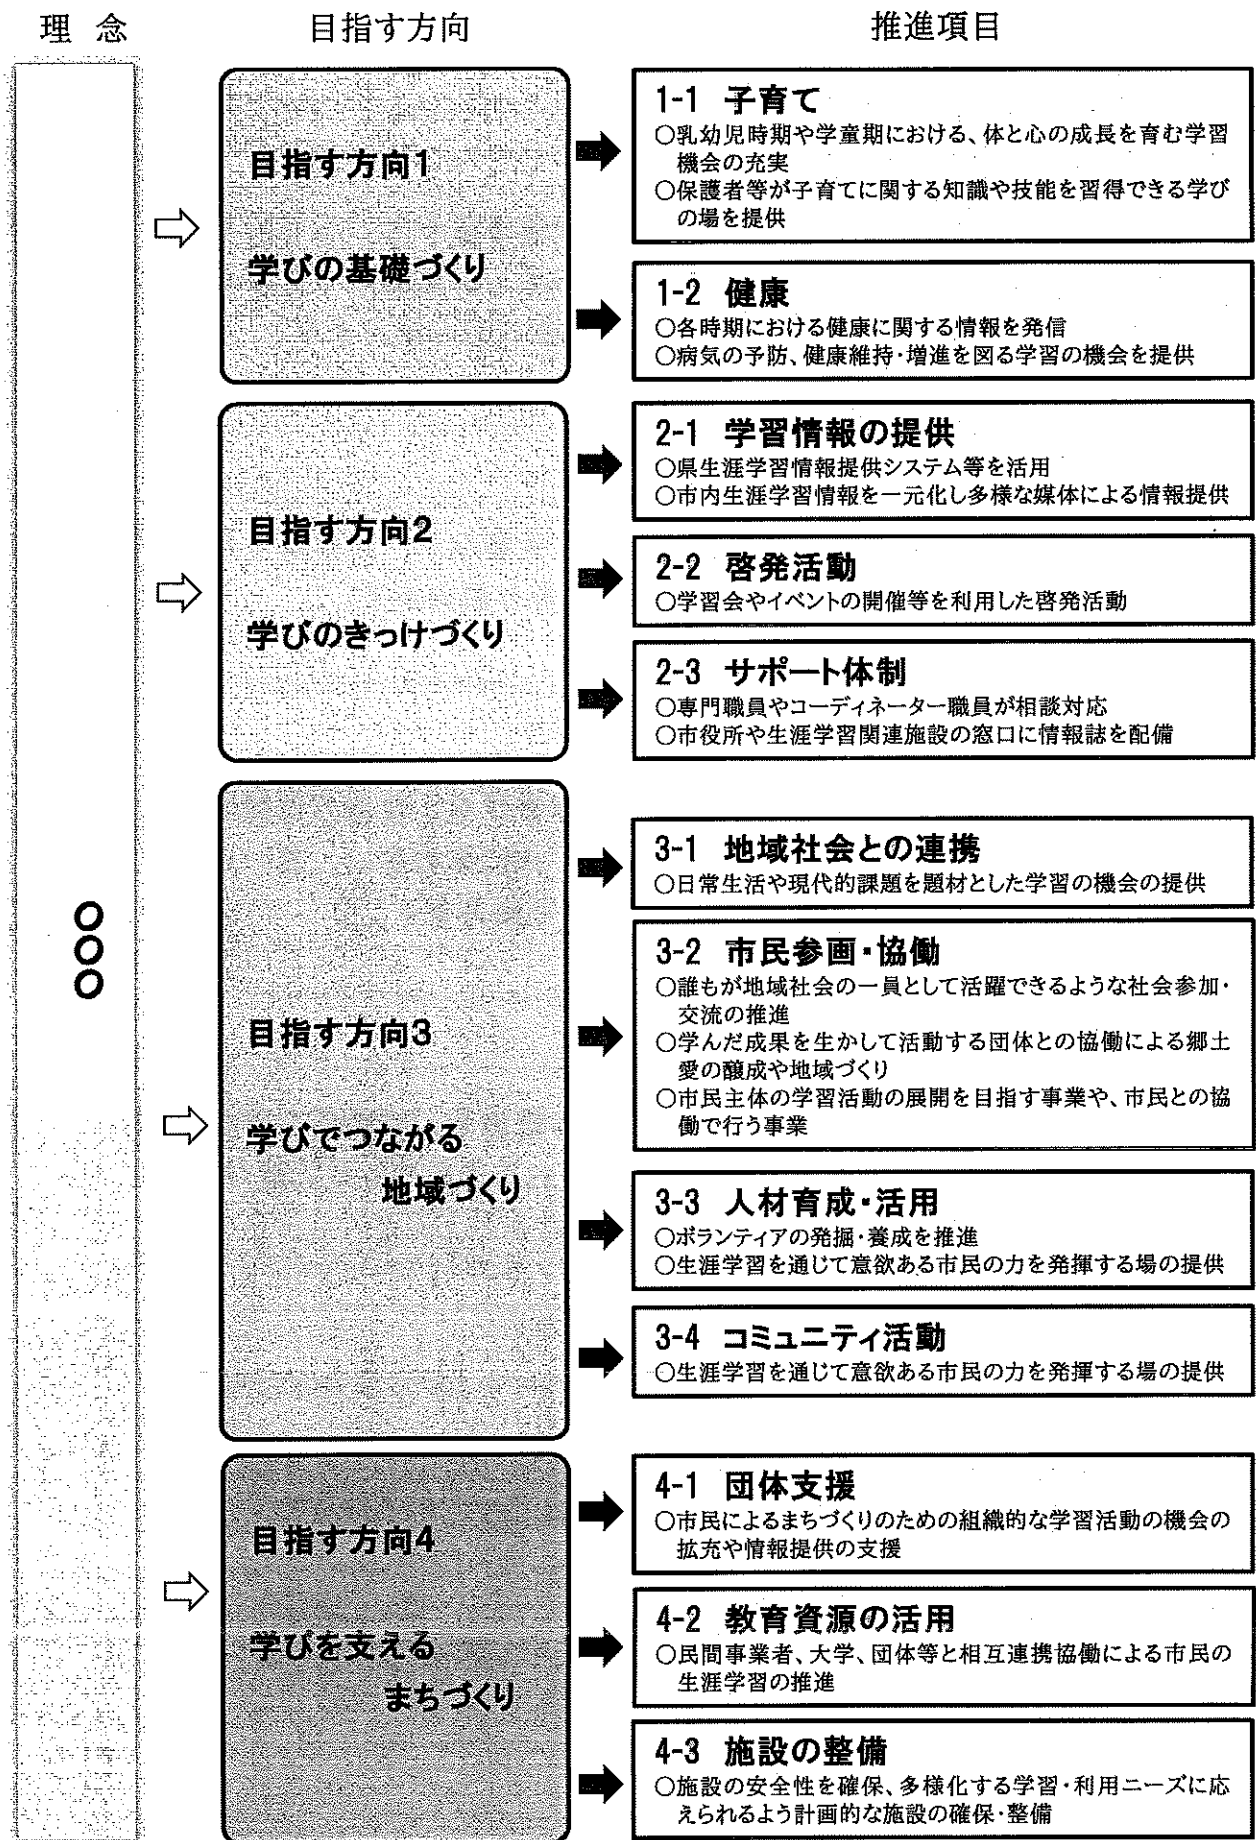 理 念
目指す方向
推進項目
○
○
○
目指す方向1
学びの基礎づくり
1-1 子育て
○乳幼児時期や学童期における、体と心の成長を育む学習
機会の充実
○保護者等が子育てに関する知識や技能を習得できる学び
の場を提供
1-2 健康
○各時期における健康に関する情報を発信
○病気の予防、健康維持・増進を図る学習の機会を提供
目指す方向2
学びのきっけづくり
2-1 学習情報の提供
○県生涯学習情報提供システム等を活用
○市内生涯学習情報を一元化し多様な媒体による情報提供
2-2 啓発活動
○学習会やイベントの開催等を利用した啓発活動
2-3 サポート体制
○専門職員やコーディネーター職員が相談対応
○市役所や生涯学習関連施設の窓口に情報誌を配備
目指す方向3
学びでつながる
地域づくり
3-1 地域社会との連携
○日常生活や現代的課題を題材とした学習の機会の提供
3-2 市民参画・協働
○誰もが地域社会の一員として活躍できるような社会参加・
交流の推進
○学んだ成果を生かして活動する団体との協働による郷土
愛の醸成や地域づくり
○市民主体の学習活動の展開を目指す事業や、市民との協
働で行う事業
3-3 人材育成・活用
○ボランティアの発掘・養成を推進
○生涯学習を通じて意欲ある市民の力を発揮する場の提供
3-4 コミュニティ活動
○生涯学習を通じて意欲ある市民の力を発揮する場の提供
目指す方向4
学びを支える
まちづくり
4-1 団体支援
○市民によるまちづくりのための組織的な学習活動の機会の
拡充や情報提供の支援
4-2 教育資源の活用
○民間事業者、大学、団体等と相互連携協働による市民の
生涯学習の推進
4-3 施設の整備
○施設の安全性を確保、多様化する学習・利用ニーズに応
えられるよう計画的な施設の確保・整備